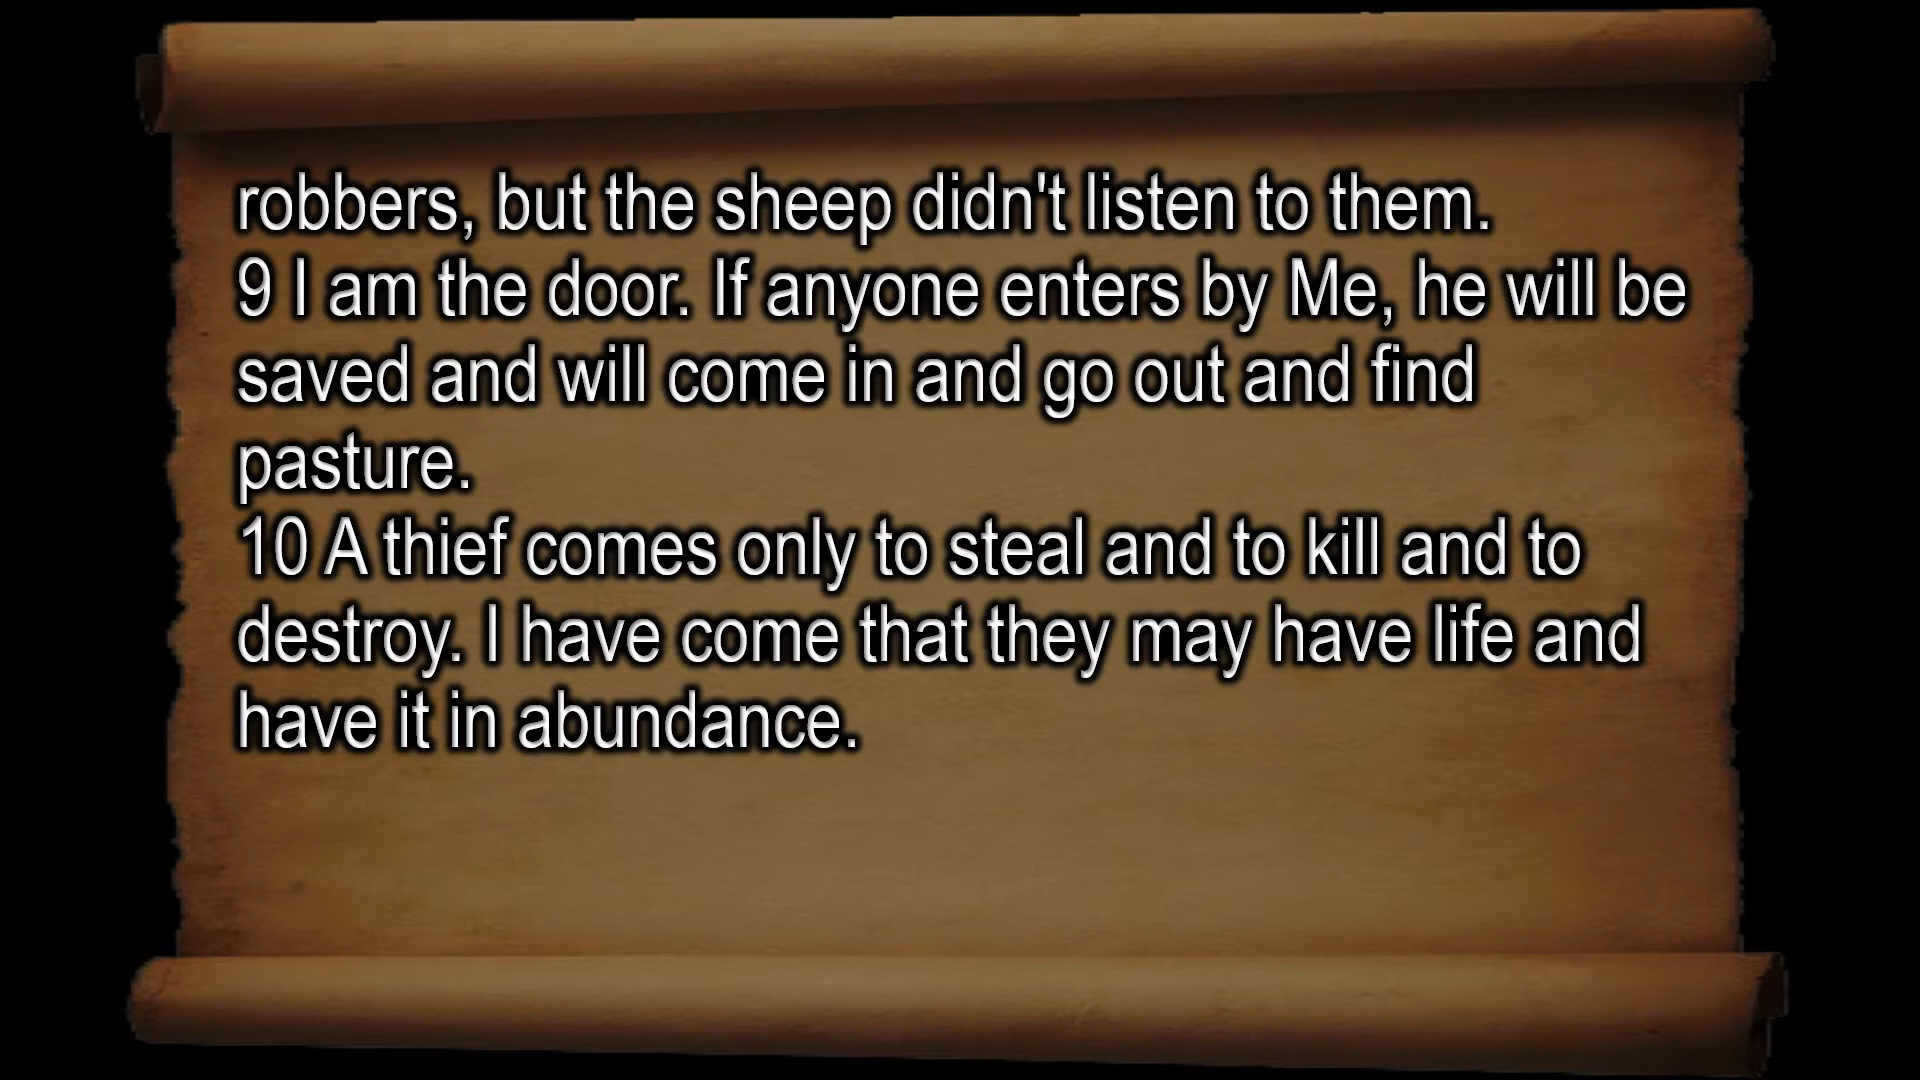 robbers, but the sheep didn't listen to them.
9 I am the door. If anyone enters by Me, he will be
saved and will come in and go out and find
pasture.
10 A thief comes only to steal and to kill and to
destroy. I have come that they may have life and
have it in abundance.